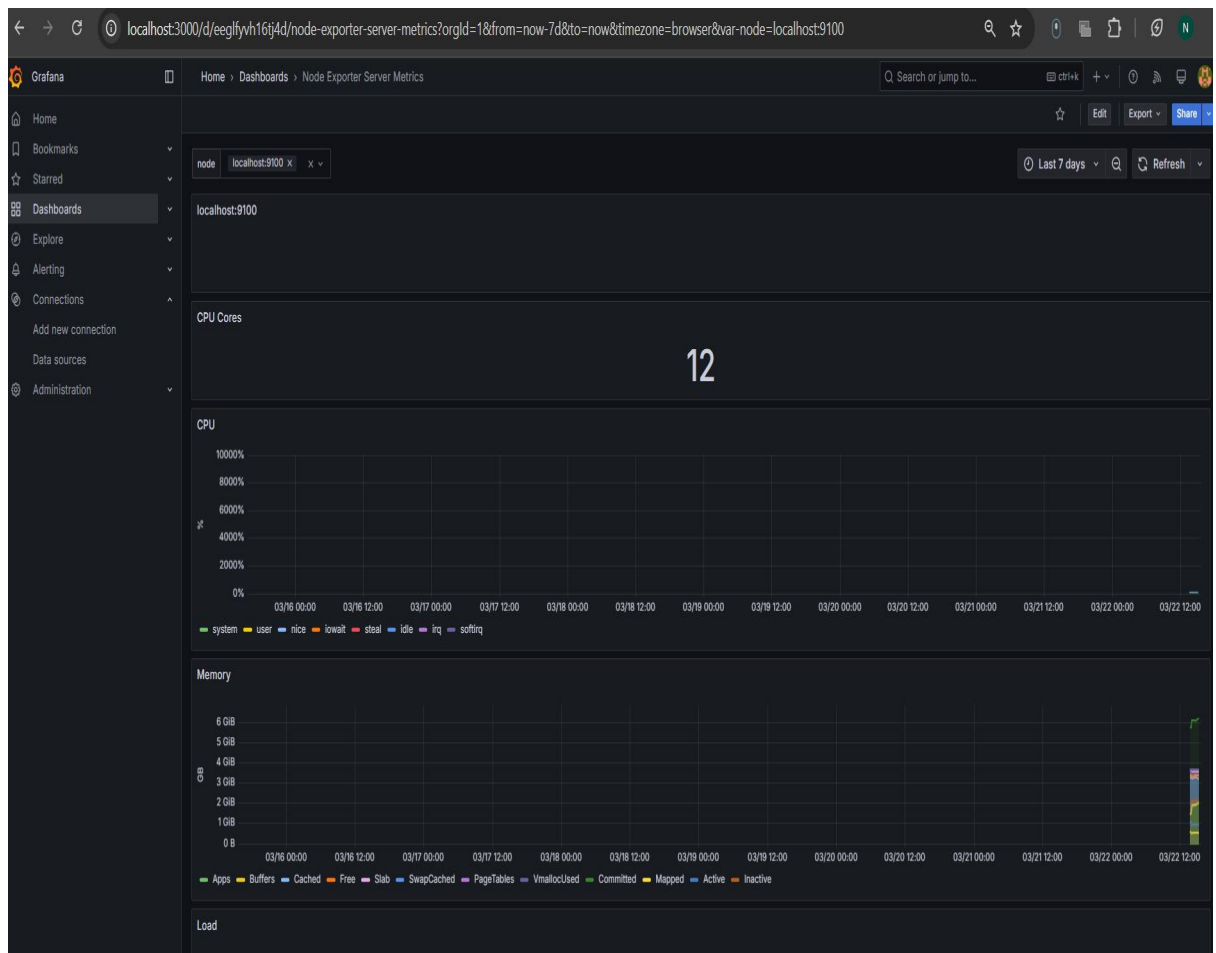 localhost:3000/d/eeglfyvh16tj4d/node-exporter-server-metrics?orgId=1&from=now-7d&to=now&timezone=browser&var-node=localhost:9100
N
Grafana
Home › Dashboards › Node Exporter Server Metrics
Search or jump to...
ctrl+k
Home
Bookmarks
Starred
Dashboards
Explore
Alerting
Connections
Add new connection
Data sources
Administration
Edit
Export
Share
node localhost:9100 x x
Last 7 days
Refresh
localhost:9100
CPU Cores
12
CPU
10000%
8000%
6000%
4000%
2000%
0%
%
03/16 00:00 03/16 12:00 03/17 00:00 03/17 12:00 03/18 00:00 03/18 12:00 03/19 00:00 03/19 12:00 03/20 00:00 03/20 12:00 03/21 00:00 03/21 12:00 03/22 00:00 03/22 12:00
system user nice iowait steal idle irq softirq
Memory
6 GiB
5 GiB
4 GiB
3 GiB
2 GiB
1 GiB
0 B
GB
03/16 00:00 03/16 12:00 03/17 00:00 03/17 12:00 03/18 00:00 03/18 12:00 03/19 00:00 03/19 12:00 03/20 00:00 03/20 12:00 03/21 00:00 03/21 12:00 03/22 00:00 03/22 12:00
Apps Buffers Cached Free Slab SwapCached PageTables VmallocUsed Committed Mapped Active Inactive
Load